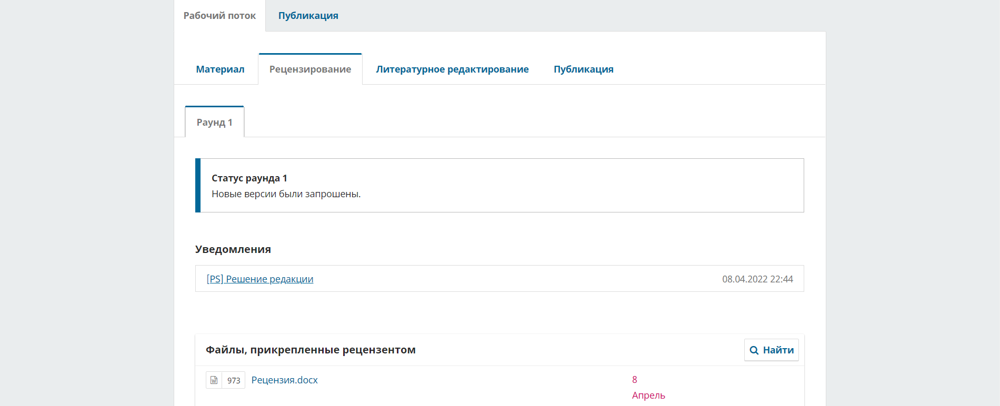 Рабочий поток
Публикация
Материал
Рецензирование
Литературное редактирование
Публикация
Раунд 1
Статус раунда 1
Новые версии были запрошены.
Уведомления
[PS] Решение редакции
08.04.2022 22:44
Файлы, прикрепленные рецензентом
Найти
973
Рецензия.docx
8
Апрель